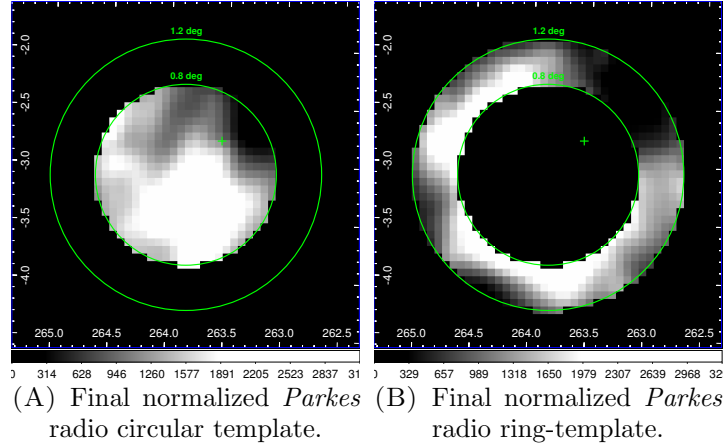 1.2 deg
0.8 deg
-2.0
-2.5
-3.0
-3.5
-4.0
265.0 264.5 264.0 263.5 263.0 262.5
314 628 946 1260 1577 1891 2205 2523 2837
(A) Final normalized Parkes
radio circular template.
1.2 deg
0.8 deg
-2.0
-2.5
-3.0
-3.5
-4.0
265.0 264.5 264.0 263.5 263.0 262.5
329 657 989 1318 1650 1979 2307 2639 2968
(B) Final normalized Parkes
radio ring-template.